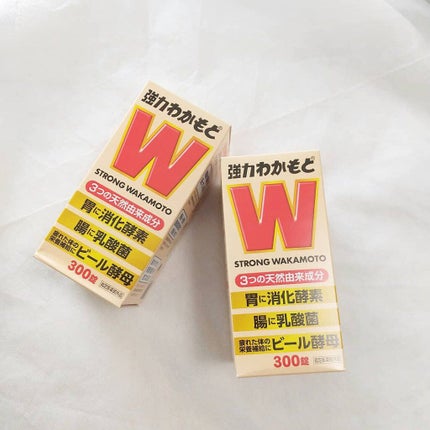 強力わかもと
W
STRONG WAKAMOTO
3つの天然由来成分
胃に消化酵素
腸に乳酸菌
疲れた体の栄養補給にビール酵母
300錠
強力わかもと
W
STRONG WAKAMOTO
3つの天然由来成分
胃に消化酵素
腸に乳酸菌
疲れた体の
栄養補給にビール酵母
300錠